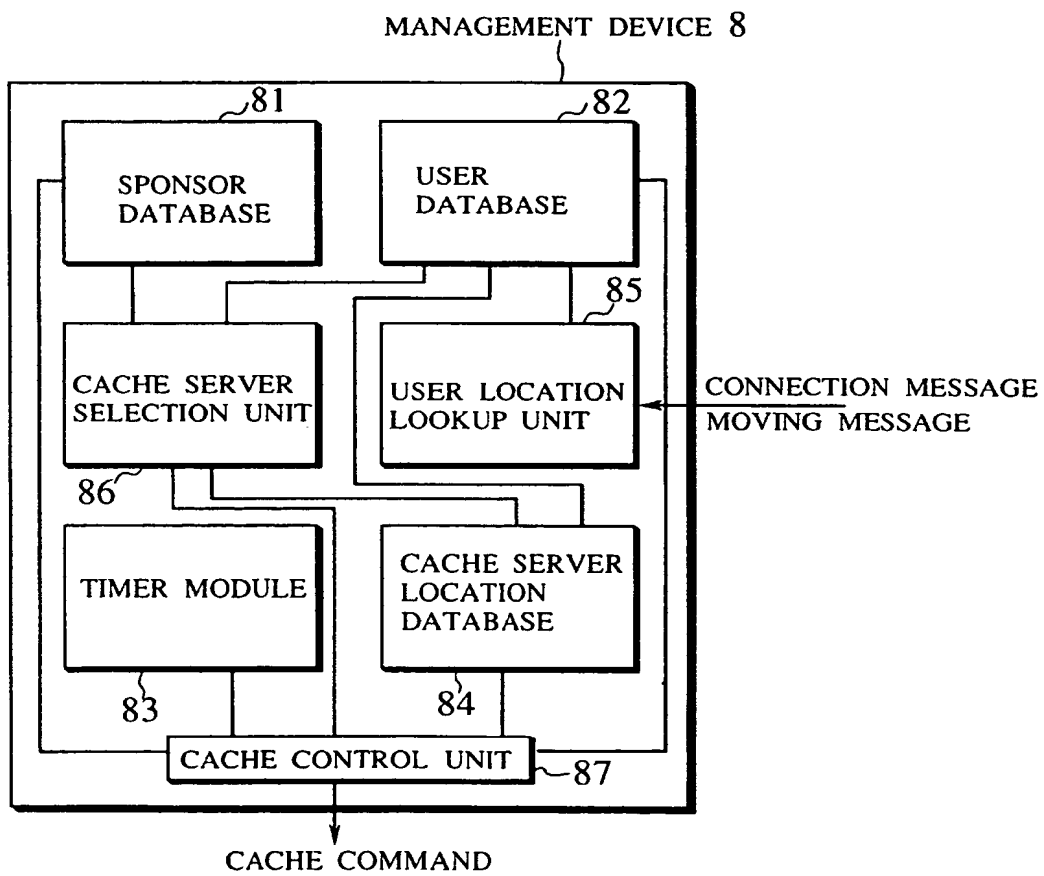 MANAGEMENT DEVICE 8
81
82
SPONSOR
DATABASE
USER
DATABASE
85
CACHE SERVER
SELECTION UNIT
USER LOCATION
LOOKUP UNIT
CONNECTION MESSAGE
MOVING MESSAGE
86
TIMER MODULE
CACHE SERVER
LOCATION
DATABASE
83
84
CACHE CONTROL UNIT
87
CACHE COMMAND